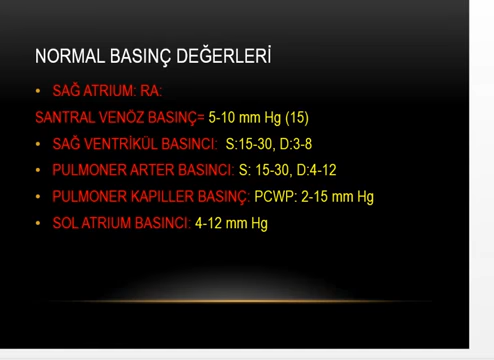 NORMAL BASINÇ DEĞERLERİ
• SAĞ ATRIUM: RA:
SANTRAL VENÖZ BASINÇ= 5-10 mm Hg (15)
• SAĞ VENTRİKÜL BASINCI: S:15-30, D:3-8
• PULMONER ARTER BASINCI: S: 15-30, D:4-12
• PULMONER KAPILLER BASINÇ: PCWP: 2-15 mm Hg
• SOL ATRIUM BASINCI: 4-12 mm Hg